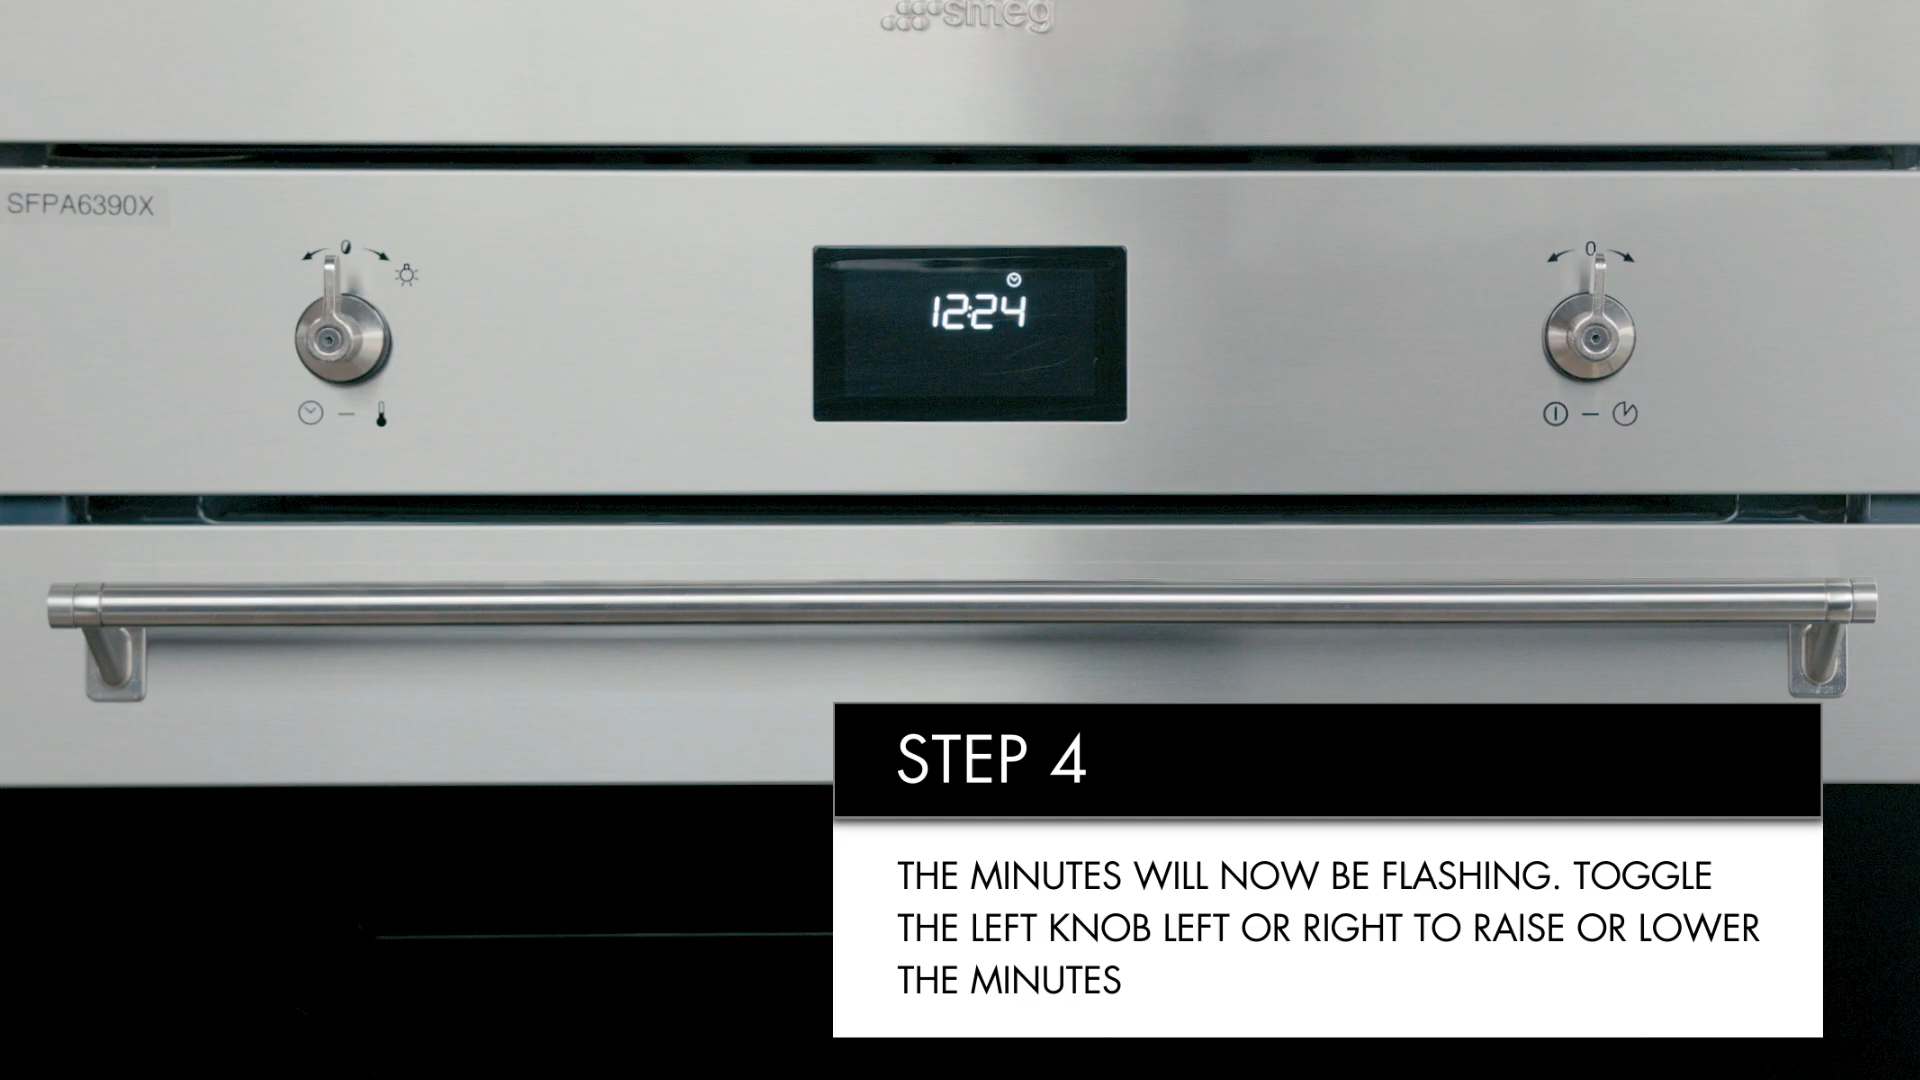 smeg
SFPA6390X
0
0
12:24
STEP 4
THE MINUTES WILL NOW BE FLASHING. TOGGLE
THE LEFT KNOB LEFT OR RIGHT TO RAISE OR LOWER
THE MINUTES